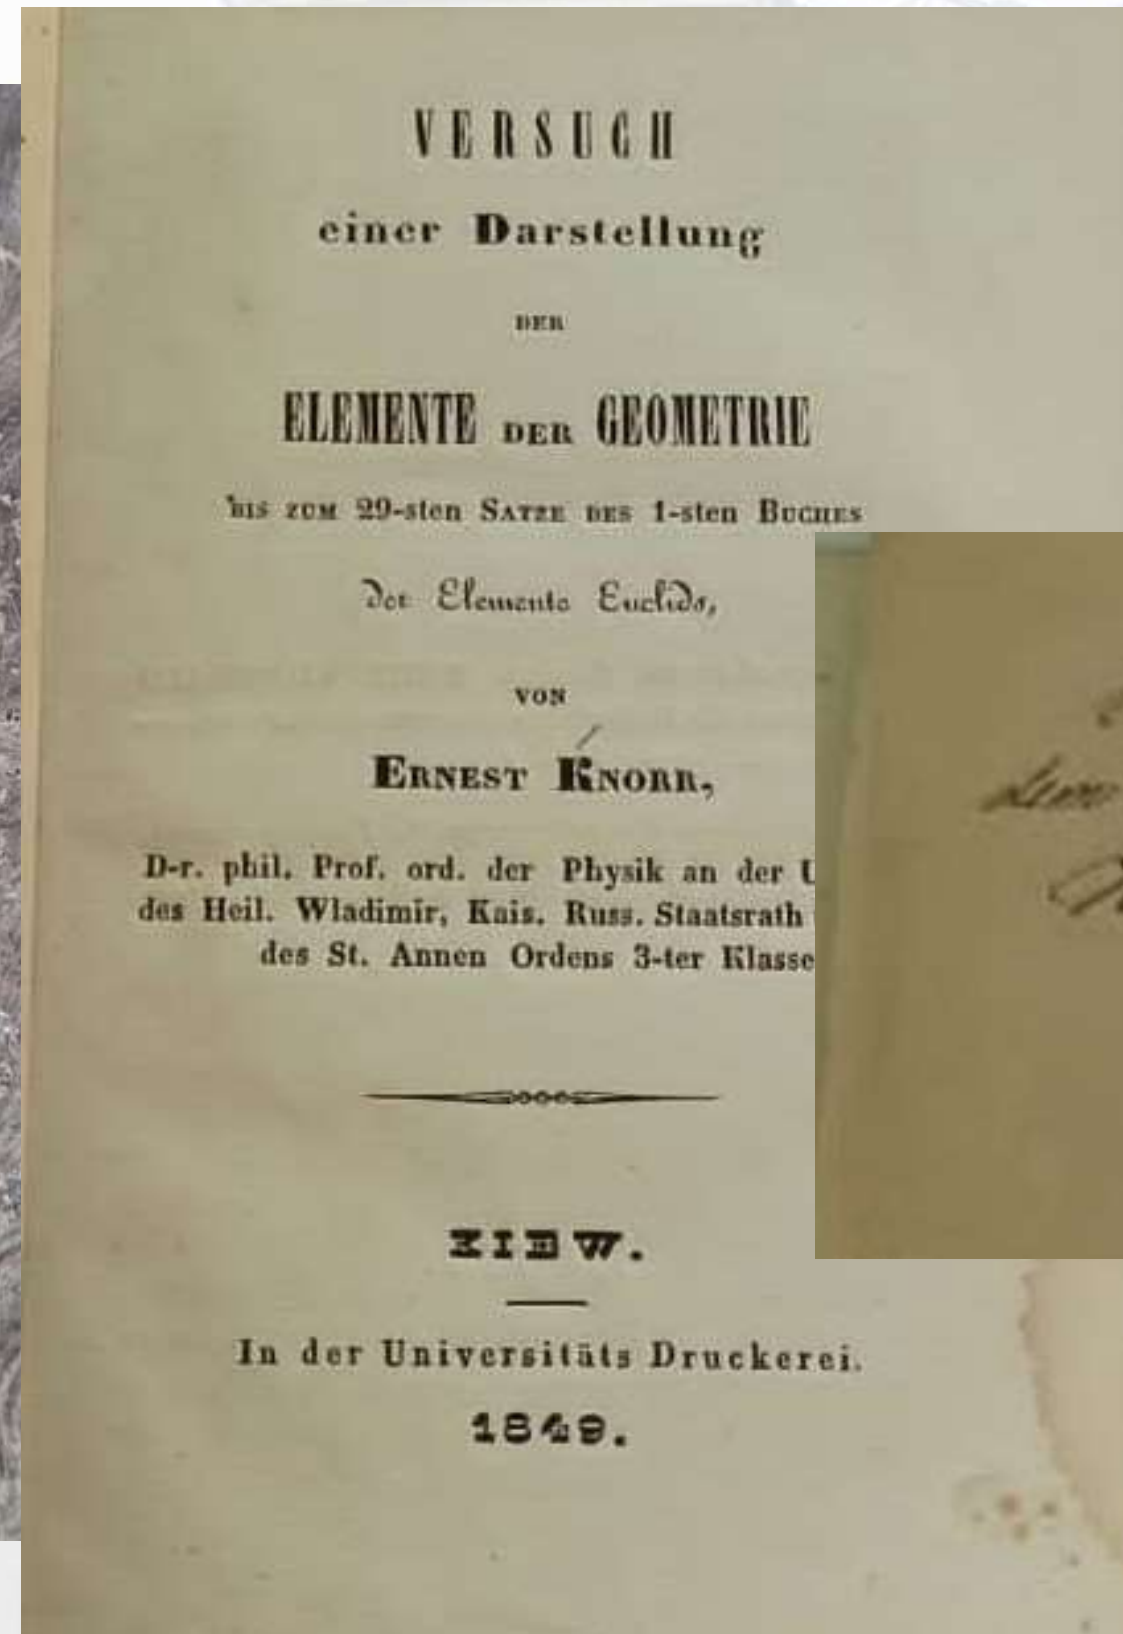 VERSUCH
einer Darstellung
DER
ELEMENTE DER GEOMETRIE
BIS ZUM 29-sten SATZE DES 1-sten BUCHES
der Elemente Euclids,
VON
ERNEST KNORR,
D-r. phil. Prof. ord. der Physik an der U
des Heil. Wladimir, Kais. Russ. Staatsrath
des St. Annen Ordens 3-ter Klasse
KIEW.
In der Universitäts Druckerei.
1849.